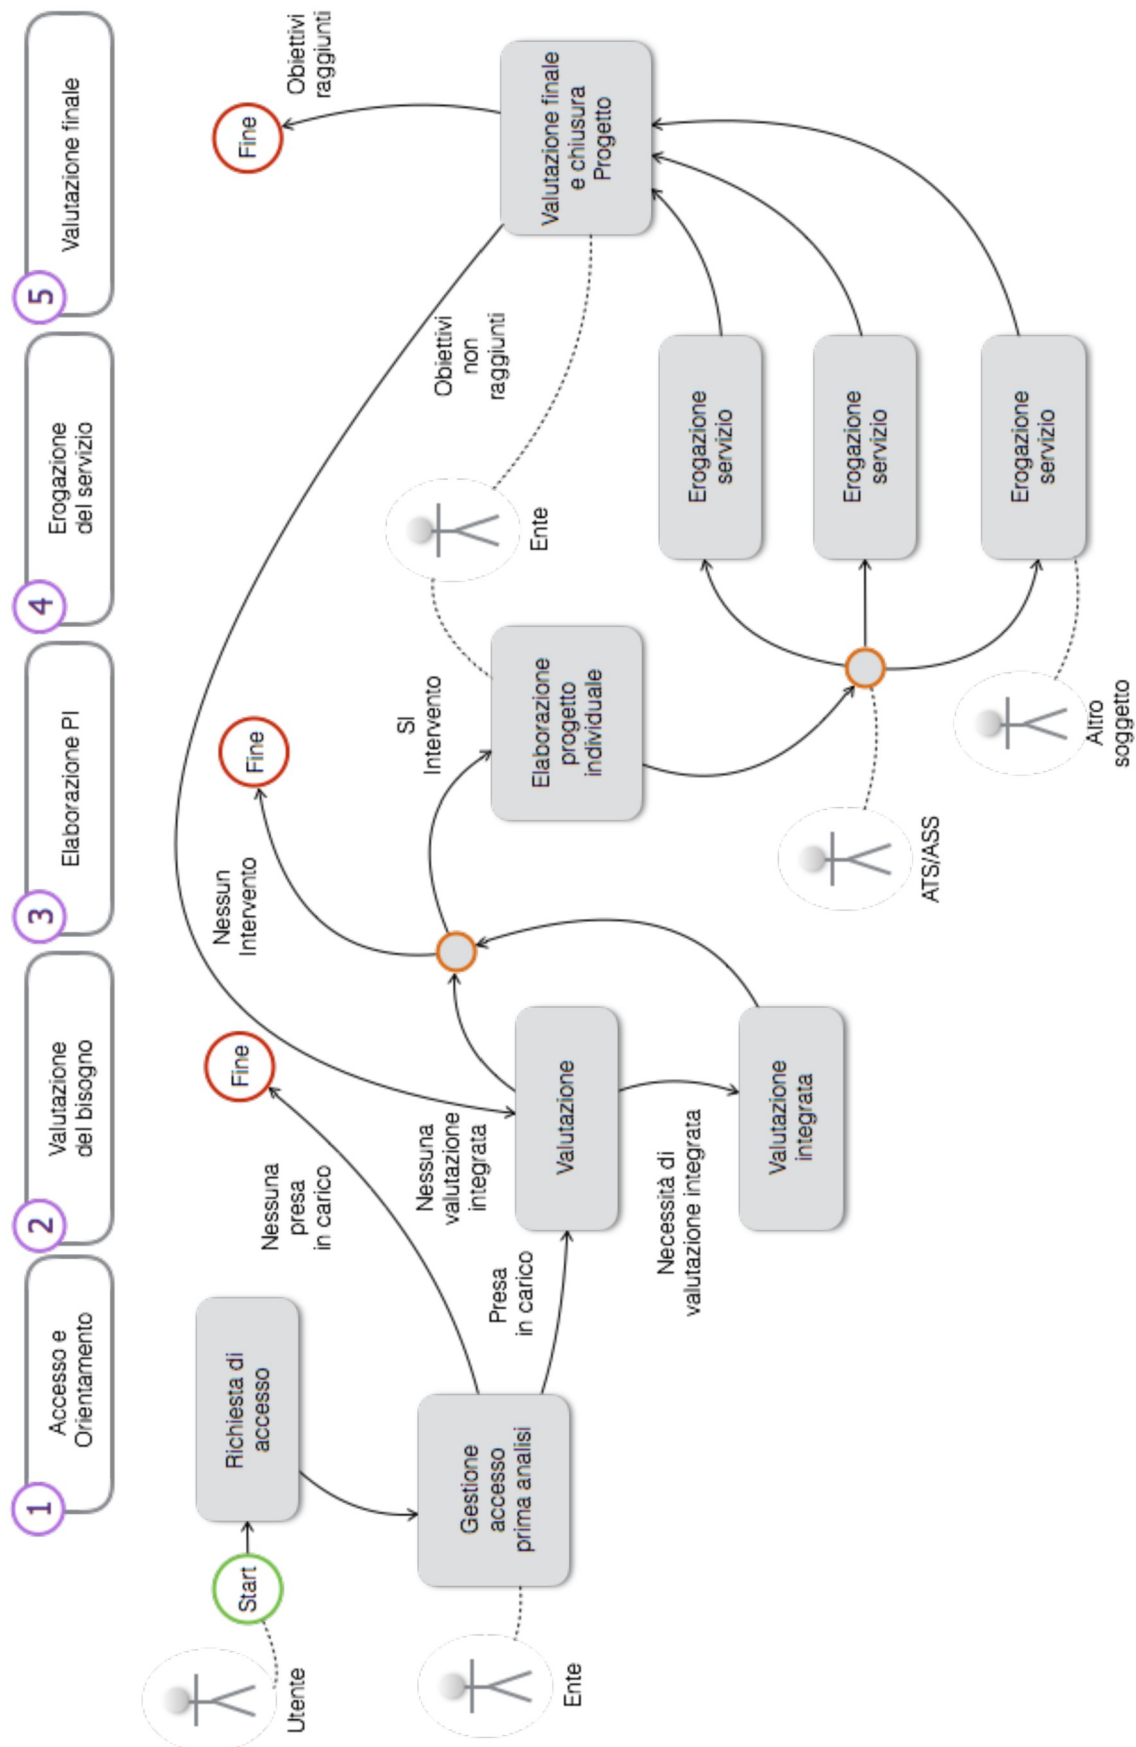 1
Accesso e
Orientamento
2
Valutazione
del bisogno
3
Elaborazione PI
4
Erogazione
del servizio
5
Valutazione finale
Utente
Start
Richiesta di
accesso
Ente
Gestione
accesso
prima analisi
Nessuna
presa
in carico
Fine
Presa
in carico
Nessuna
valutazione
integrata
Valutazione
Necessità di
valutazione integrata
Valutazione
integrata
Nessun
Intervento
Fine
SI
Intervento
Elaborazione
progetto
individuale
Ente
ATS/ASS
Altro
soggetto
Erogazione
servizio
Erogazione
servizio
Erogazione
servizio
Obiettivi
non
raggiunti
Valutazione finale
e chiusura
Progetto
Obiettivi
raggiunti
Fine